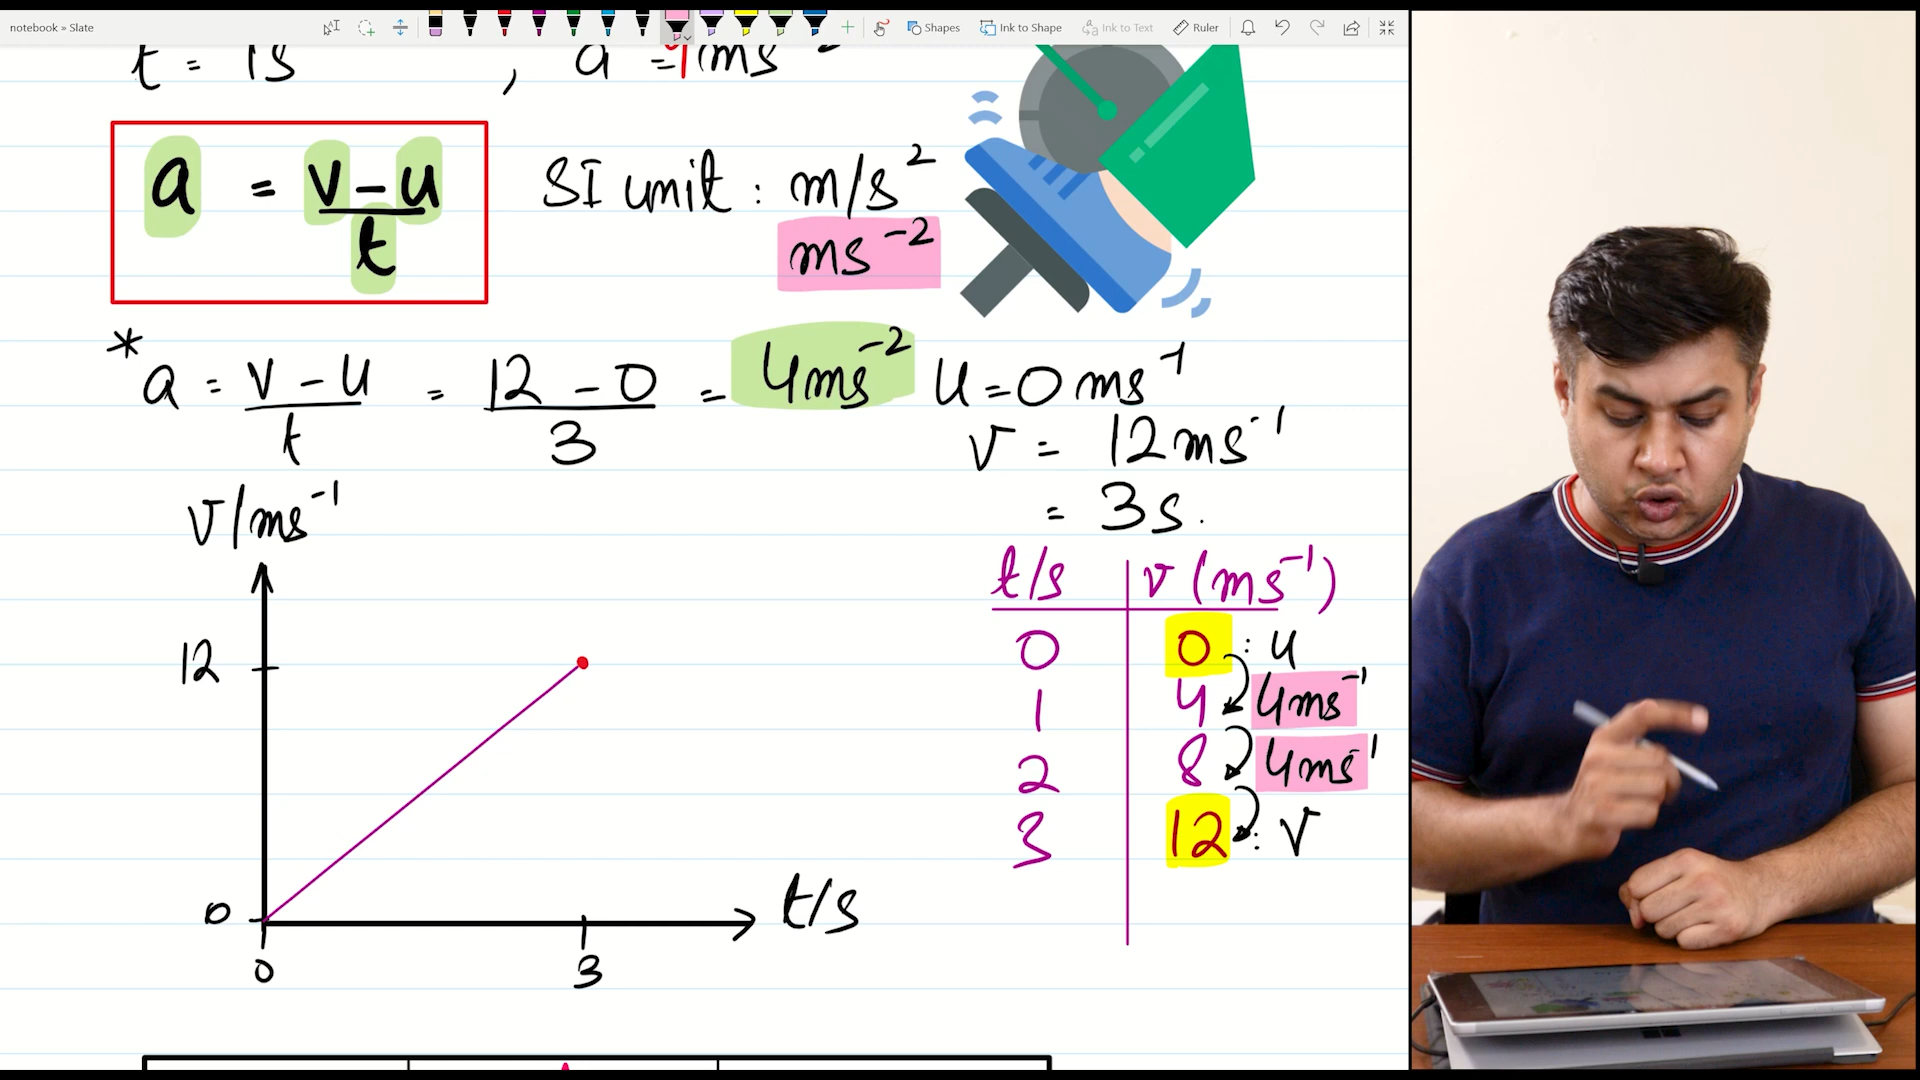 notebook » Slate
Shapes Ink to Shape Ink to Text Ruler
t = 1s , a = 4ms⁻²
a = v - u / t
SI unit : m/s²
ms⁻²
* a = v - u / t = 12 - 0 / 3 = 4ms⁻²
u = 0 ms⁻¹
v = 12ms⁻¹
= 3s.
v/ms⁻¹
12
0
0 3
t/s
t/s v (ms⁻¹)
0 0 : u
1 4 4ms⁻¹
2 8 4ms⁻¹
3 12 : v